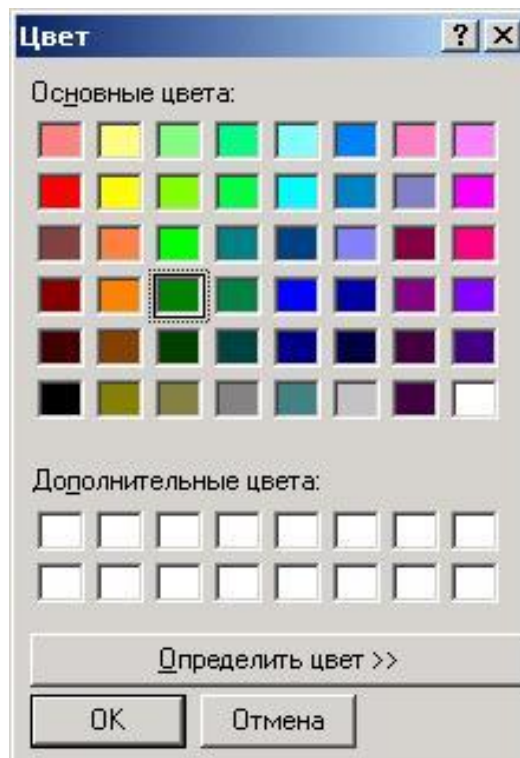 Цвет
Основные цвета:
Дополнительные цвета:
Определить цвет >>
OK Отмена